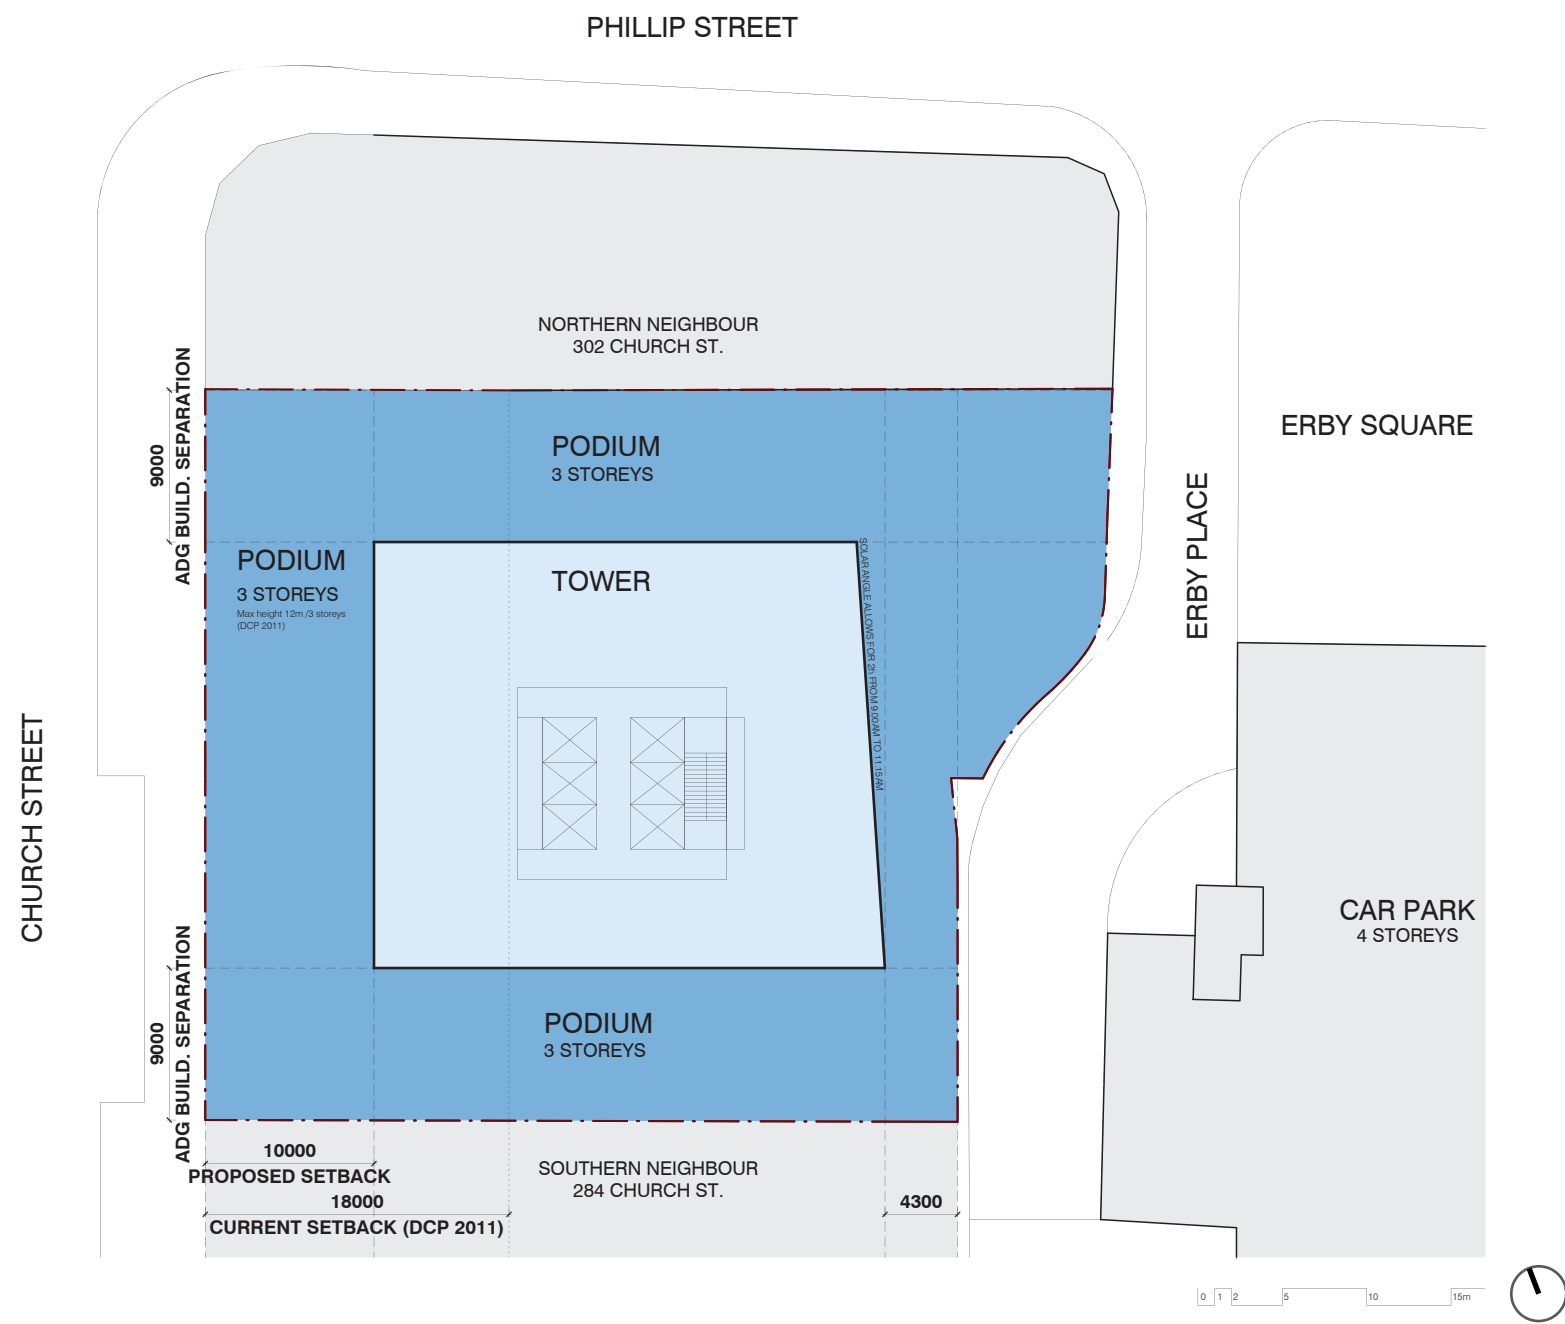 PHILLIP STREET
NORTHERN NEIGHBOUR
302 CHURCH ST.
9000
ADG BUILD. SEPARATION
PODIUM
3 STOREYS
ERBY SQUARE
ERBY PLACE
PODIUM
3 STOREYS
Max height 12m /3 storeys
(DCP 2011)
TOWER
SOLAR ANGLE ALLOWS FOR 2h FROM 9.00AM TO 11.15AM
CHURCH STREET
CAR PARK
4 STOREYS
9000
ADG BUILD. SEPARATION
PODIUM
3 STOREYS
10000
PROPOSED SETBACK
18000
CURRENT SETBACK (DCP 2011)
SOUTHERN NEIGHBOUR
284 CHURCH ST.
4300
0 1 2 5 10 15m